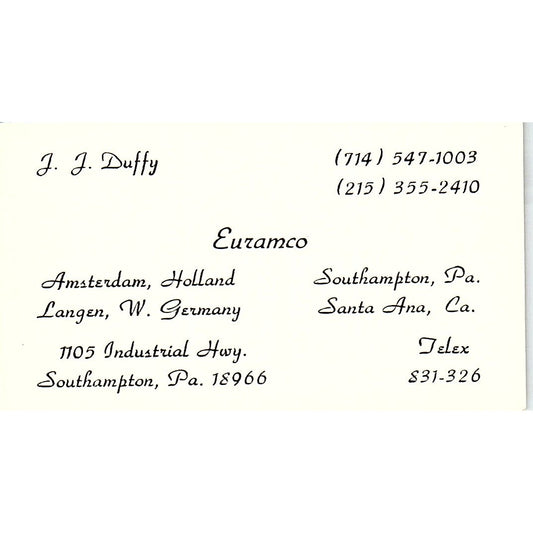 J. J. Duffy
(714) 547-1003
(215) 355-2410
Euramco
Amsterdam, Holland
Langen, W. Germany
Southampton, Pa.
Santa Ana, Ca.
1105 Industrial Hwy.
Southampton, Pa. 18966
Telex
831-326